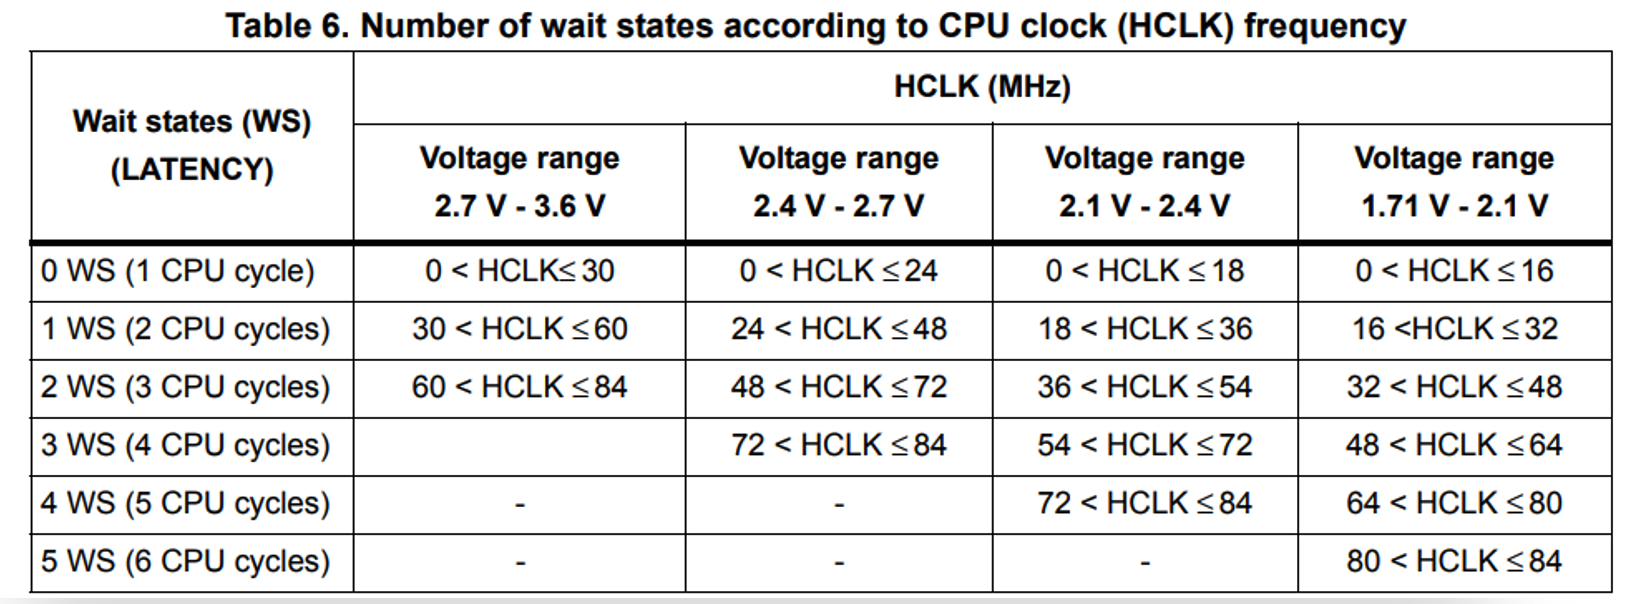 Table 6. Number of wait states according to CPU clock (HCLK) frequency
Wait states (WS)
(LATENCY)
HCLK (MHz)
Voltage range
2.7 V - 3.6 V
Voltage range
2.4 V - 2.7 V
Voltage range
2.1 V - 2.4 V
Voltage range
1.71 V - 2.1 V
0 WS (1 CPU cycle) 0 < HCLK≤ 30 0 < HCLK ≤ 24 0 < HCLK ≤ 18 0 < HCLK ≤ 16
1 WS (2 CPU cycles) 30 < HCLK ≤ 60 24 < HCLK ≤ 48 18 < HCLK ≤ 36 16 <HCLK ≤ 32
2 WS (3 CPU cycles) 60 < HCLK ≤ 84 48 < HCLK ≤ 72 36 < HCLK ≤ 54 32 < HCLK ≤ 48
3 WS (4 CPU cycles) 72 < HCLK ≤ 84 54 < HCLK ≤ 72 48 < HCLK ≤ 64
4 WS (5 CPU cycles) - - 72 < HCLK ≤ 84 64 < HCLK ≤ 80
5 WS (6 CPU cycles) - - - 80 < HCLK ≤ 84